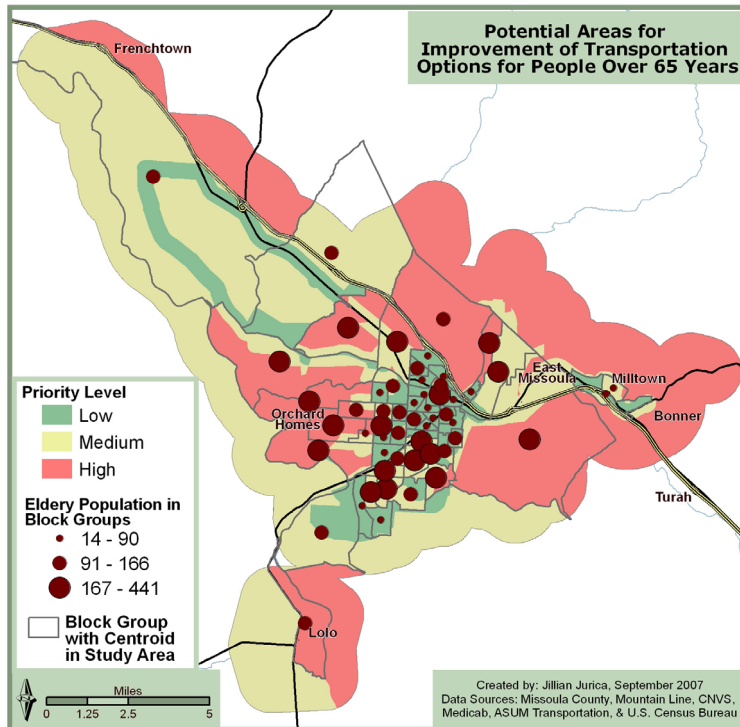 Potential Areas for
Improvement of Transportation
Options for People Over 65 Years
Frenchtown
East
Missoula
Milltown
Bonner
Orchard
Homes
Turah
Lolo
Priority Level
Low
Medium
High
Eldery Population in
Block Groups
14 - 90
91 - 166
167 - 441
Block Group
with Centroid
in Study Area
Miles
0 1.25 2.5 5
Created by: Jillian Jurica, September 2007
Data Sources: Missoula County, Mountain Line, CNVS,
Medicab, ASUM Transportation, & U.S. Census Bureau